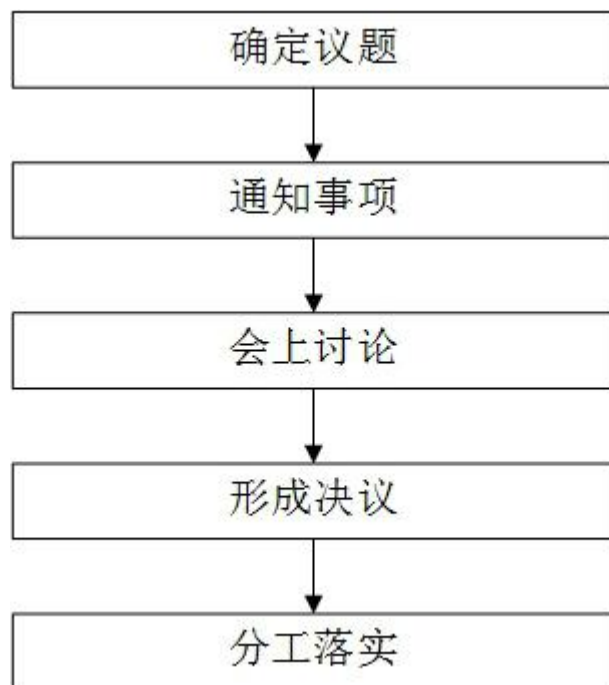 确定议题
通知事项
会上讨论
形成决议
分工落实